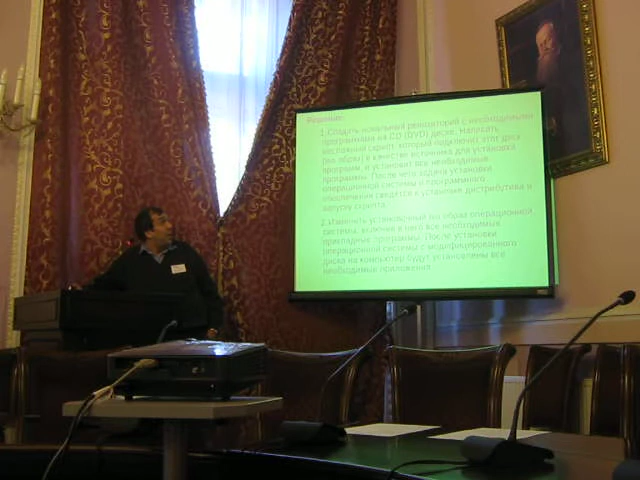 Решение:
1. Создать локальный репозиторий с необходимыми
программами на CD (DVD) диске. Написать
несложный скрипт, который подключит этот диск
(iso образ) в качестве источника для установки
программ и установит все необходимые
программы. После чего задача установки
операционной системы и программного
обеспечения сведется к установке дистрибутива и
запуску скрипта.
2. Изменить установочный iso образ операционной
системы, включив в него все необходимые
прикладные программы. После установки
операционной системы с модифицированного
диска на компьютер будут установлены все
необходимые приложения.